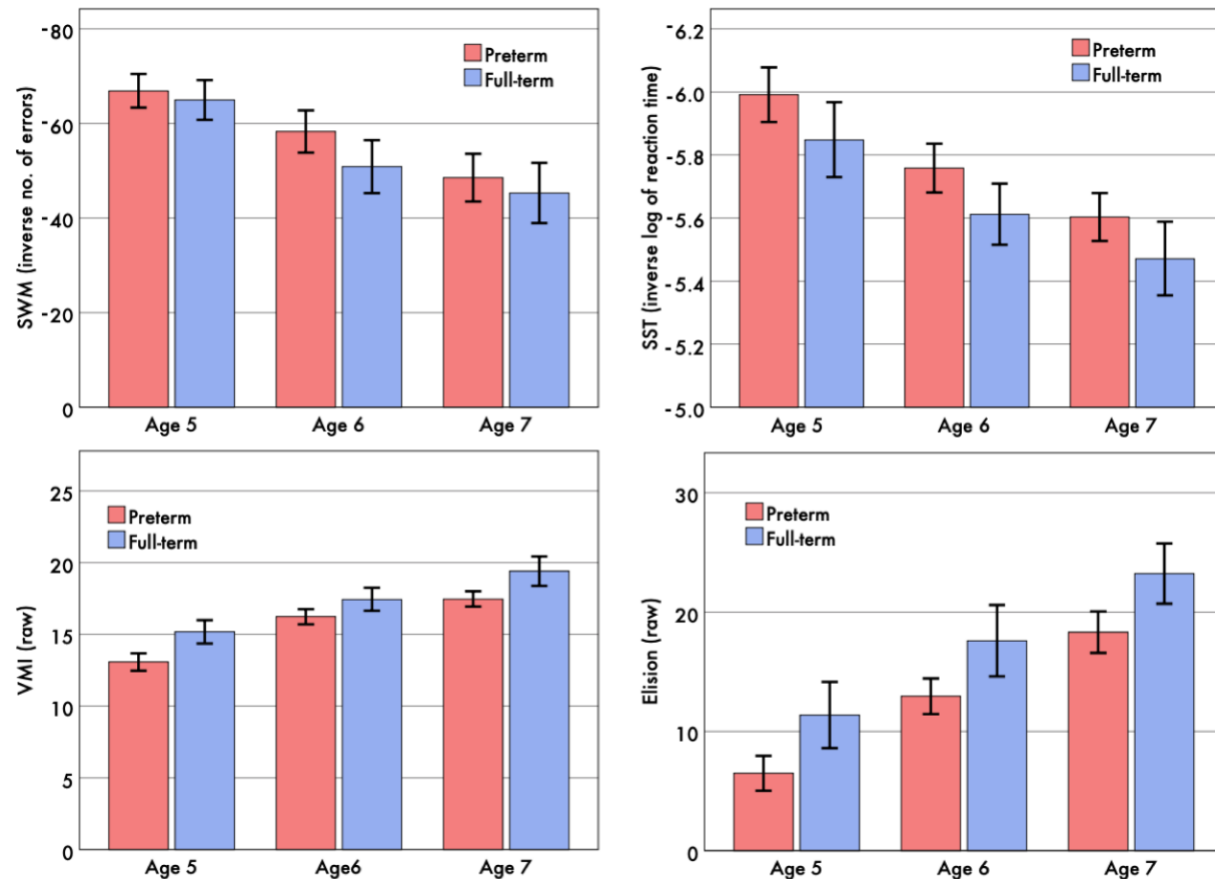 SWM (inverse no. of errors)
-80
-60
-40
-20
0
Preterm
Full-term
Age 5
Age 6
Age 7
SST (inverse log of reaction time)
-6.2
-6.0
-5.8
-5.6
-5.4
-5.2
-5.0
Preterm
Full-term
Age 5
Age 6
Age 7
VMI (raw)
25
20
15
10
5
0
Preterm
Full-term
Age 5
Age6
Age 7
Elision (raw)
30
20
10
0
Preterm
Full-term
Age 5
Age 6
Age 7